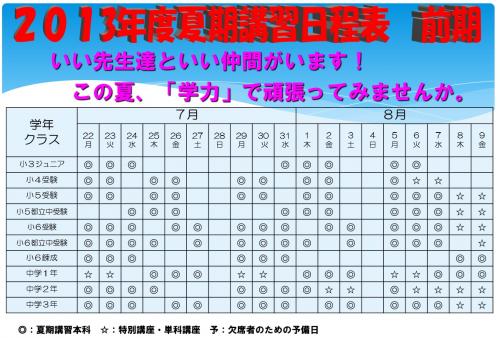 2013年度夏期講習日程表 前期
いい先生達といい仲間がいます！
この夏、「学力」で頑張ってみませんか。
学年 クラス 7月 8月
22 23 24 25 26 27 28 29 30 31 1 2 3 4 5 6 7 8 9
月 火 水 木 金 土 日 月 火 水 木 金 土 日 月 火 水 木 金
小3ジュニア ◎ ◎ ◎ ◎ ◎ ◎ ◎ ◎
小4受験 ◎ ◎ ◎ ◎ ◎ ◎ ◎ ◎ ◎ ☆ ☆
小5受験 ◎ ◎ ◎ ◎ ◎ ◎ ◎ ◎ ◎ ◎ ◎ ☆ ☆
小5都立中受験 ◎ ◎ ◎ ◎ ◎ ◎ ◎ ◎ ◎ ◎ ◎ ☆ ☆
小6受験 ◎ ◎ ◎ ◎ ◎ ◎ ◎ ◎ ◎ ◎ ◎ ◎ ◎ ☆ ☆
小6都立中受験 ◎ ◎ ◎ ◎ ◎ ◎ ◎ ◎ ◎ ◎ ◎ ◎ ◎ ☆
小6錬成 ◎ ◎ ◎ ◎ ◎ ◎ ◎ ◎
中学1年 ☆ ☆ ◎ ◎ ◎ ☆ ☆ ◎ ◎ ◎ ☆ ☆ ◎ ◎ ◎
中学2年 ◎ ◎ ◎ ◎ ◎ ◎ ◎ ◎ ◎ ☆ ☆ ◎ ◎ ◎ ☆ ☆
中学3年 ◎ ◎ ◎ ◎ ◎ ◎ ◎ ◎ ◎ ◎ ◎ ◎ ◎ ☆ ☆
◎：夏期講習本科 ☆：特別講座・単科講座 予：欠席者のための予備日